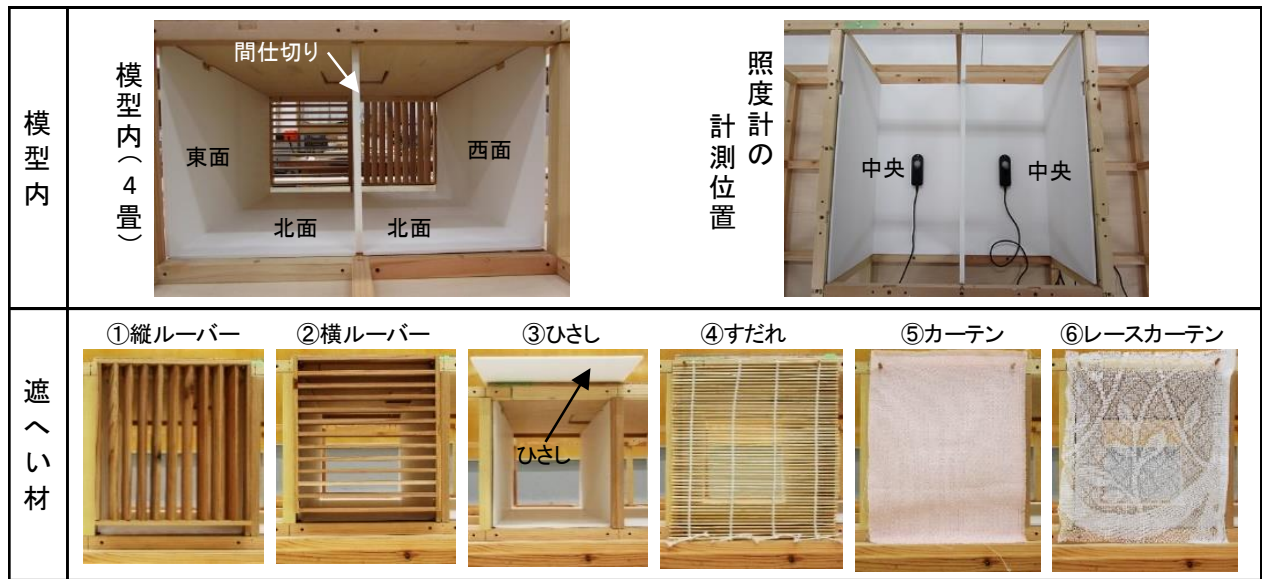 模型内
模型内（4畳）
間仕切り
東面
西面
北面
北面
照度計の
計測位置
中央
中央
遮へい材
①縦ルーバー
②横ルーバー
③ひさし
④すだれ
⑤カーテン
⑥レースカーテン
ひさし